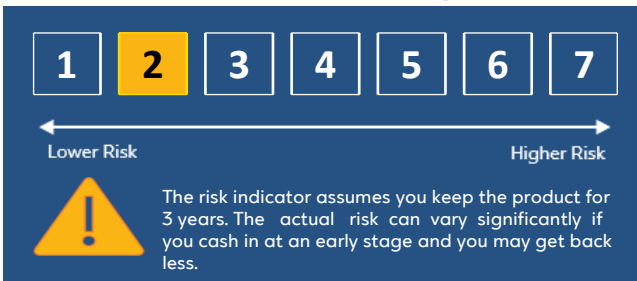 1 2 3 4 5 6 7
Lower Risk Higher Risk
The risk indicator assumes you keep the product for
3 years. The actual risk can vary significantly if
you cash in at an early stage and you may get back
less.